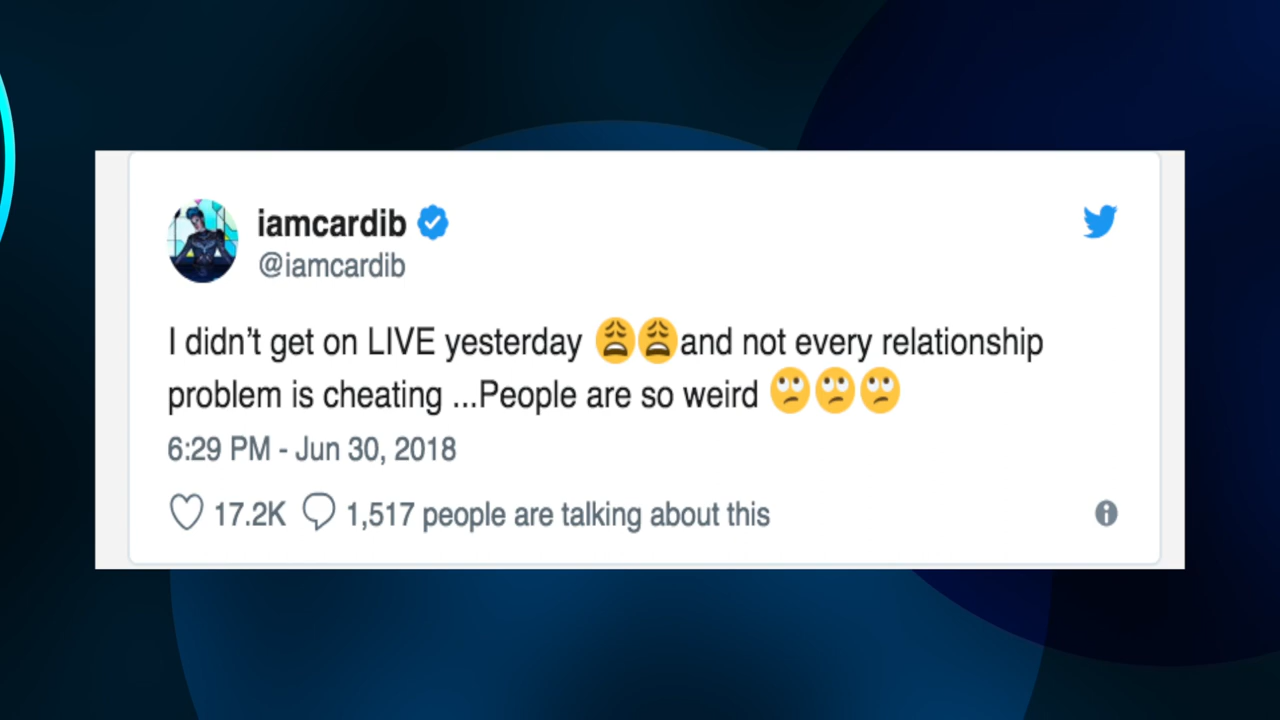 iamcardib
@iamcardib
I didn’t get on LIVE yesterday 😩😩and not every relationship
problem is cheating ...People are so weird 🙄🙄🙄
6:29 PM - Jun 30, 2018
17.2K 1,517 people are talking about this